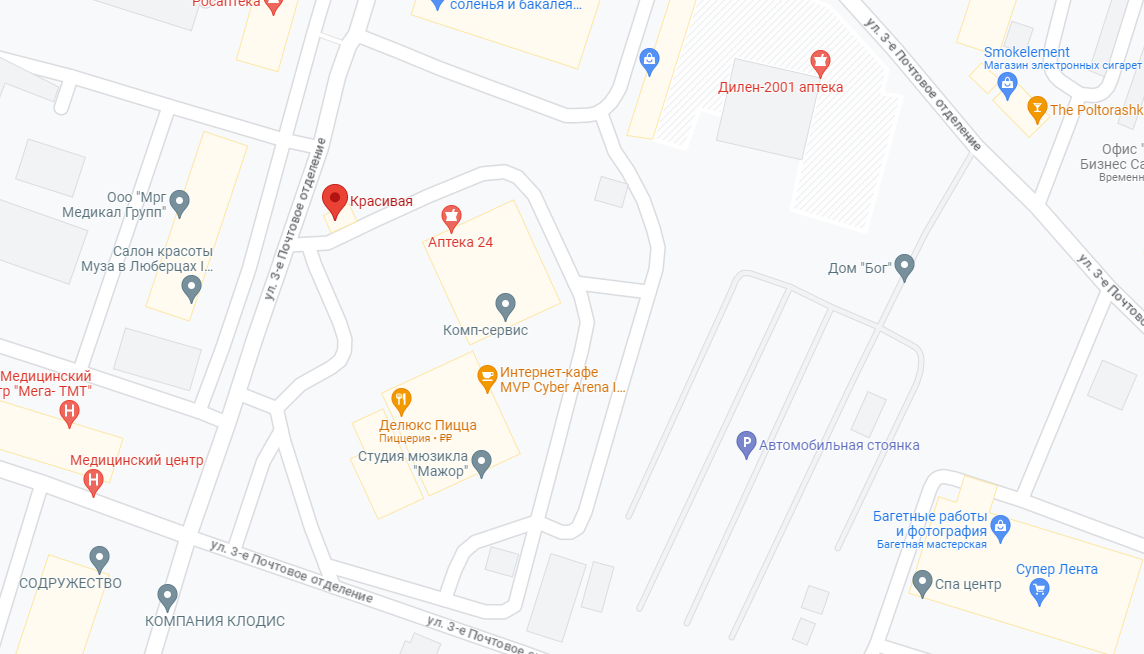 Росаптека
соленья и бакалея...
Smokelement
Магазин электронных сигарет
Дилен-2001 аптека
ул. 3-е Почтовое отделение
The Poltorashk
Офис "
Бизнес Са
Временн
ул. 3-е Почтовое отделение
Ооо "Мрг
Медикал Групп"
Красивая
Аптека 24
Салон красоты
Муза в Люберцах I...
Дом "Бог"
ул. 3-е Почтово
Комп-сервис
Медицинский
тр "Мега- ТМТ"
Интернет-кафе
MVP Cyber Arena I...
Делюкс Пицца
Пиццерия • ₽₽
Студия мюзикла
"Мажор"
P
Автомобильная стоянка
Медицинский центр
Багетные работы
и фотография
Багетная мастерская
ул. 3-е Почтовое отделение
СОДРУЖЕСТВО
Супер Лента
Спа центр
КОМПАНИЯ КЛОДИС
ул. 3-е Почтовое отделение